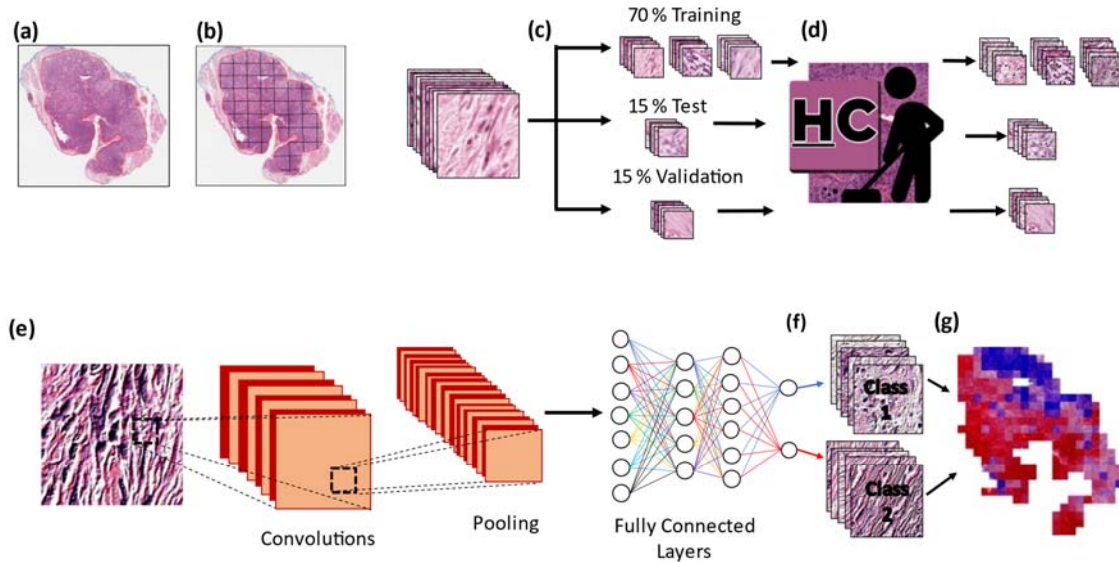 70 % Training
(a)
(b)
(c)
(d)
15 % Test
HC
15 % Validation
(e)
(f)
(g)
Class
1
Class
2
Convolutions
Pooling
Fully Connected
Layers